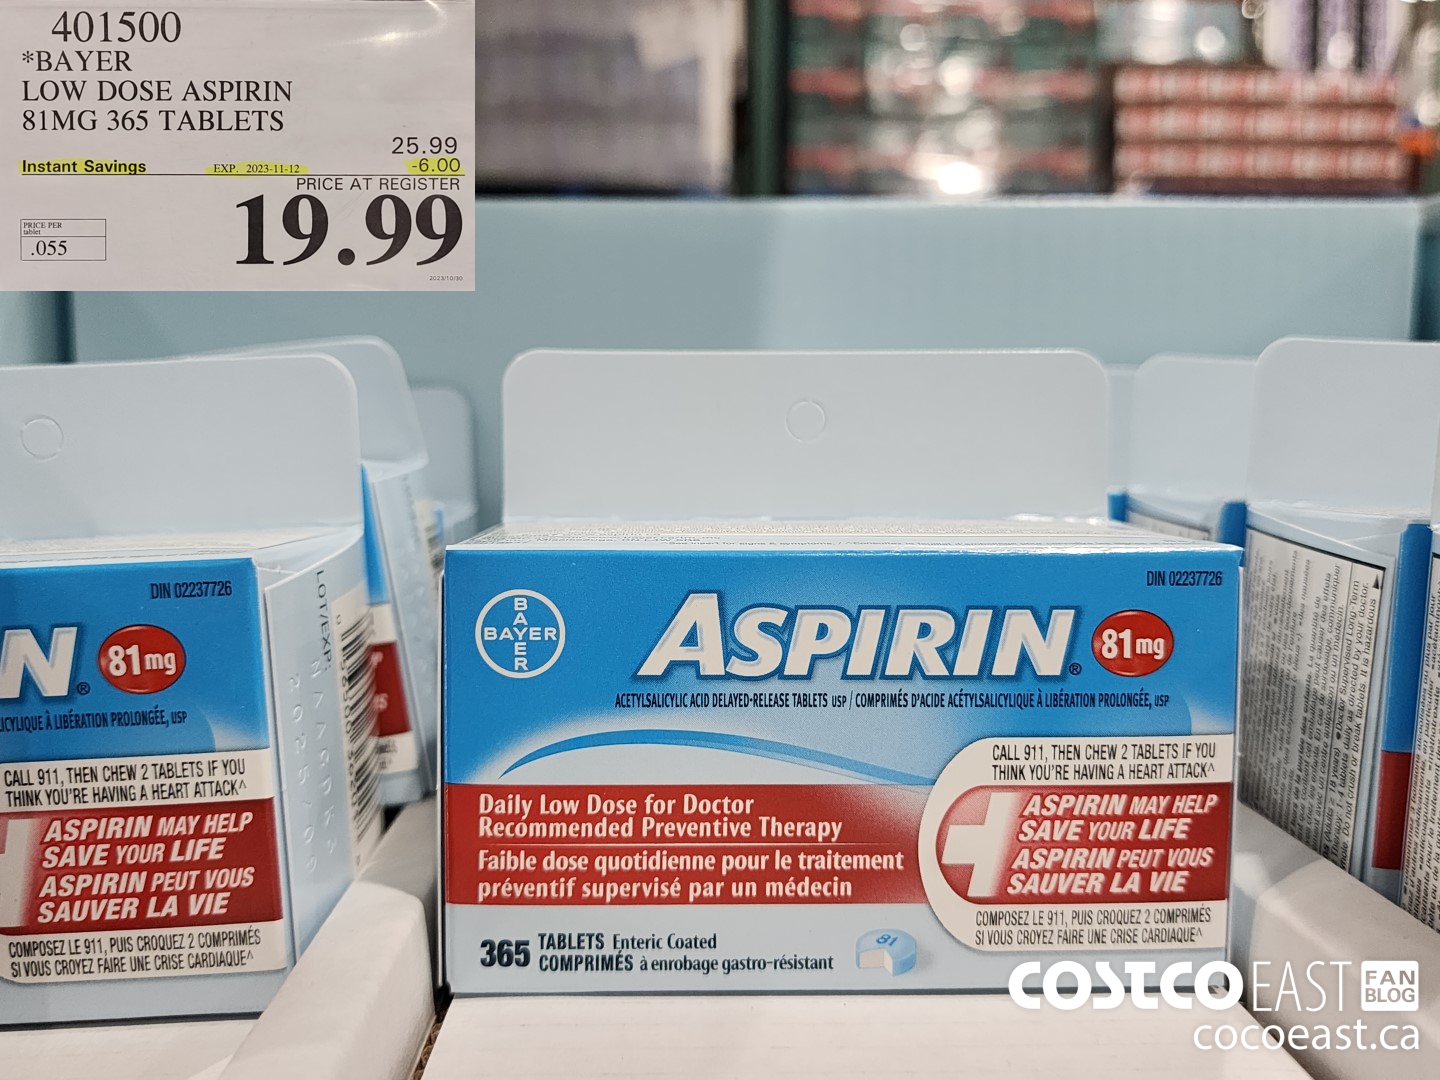 401500
*BAYER
LOW DOSE ASPIRIN
81MG 365 TABLETS
25.99
Instant Savings EXP. 2023-11-12 -6.00
PRICE AT REGISTER
19.99
PRICE PER
tablet
.055
2023/10/30
DIN 02237726
N® 81mg
ICYLIQUE À LIBÉRATION PROLONGÉE, USP
CALL 911, THEN CHEW 2 TABLETS IF YOU
THINK YOU'RE HAVING A HEART ATTACK^
ASPIRIN MAY HELP
SAVE YOUR LIFE
ASPIRIN PEUT VOUS
SAUVER LA VIE
COMPOSEZ LE 911, PUIS CROQUEZ 2 COMPRIMÉS
SI VOUS CROYEZ FAIRE UNE CRISE CARDIAQUE^
LOT/EXP:
DIN 02237726
BAYER
BAYER
ASPIRIN® 81mg
ACETYLSALICYLIC ACID DELAYED-RELEASE TABLETS USP / COMPRIMÉS D'ACIDE ACÉTYLSALICYLIQUE À LIBÉRATION PROLONGÉE, USP
CALL 911, THEN CHEW 2 TABLETS IF YOU
THINK YOU'RE HAVING A HEART ATTACK^
Daily Low Dose for Doctor
Recommended Preventive Therapy
Faible dose quotidienne pour le traitement
préventif supervisé par un médecin
ASPIRIN MAY HELP
SAVE YOUR LIFE
ASPIRIN PEUT VOUS
SAUVER LA VIE
COMPOSEZ LE 911, PUIS CROQUEZ 2 COMPRIMÉS
SI VOUS CROYEZ FAIRE UNE CRISE CARDIAQUE^
365 TABLETS Enteric Coated
COMPRIMÉS à enrobage gastro-résistant
81
COSTCO EAST FAN BLOG
cocoeast.ca